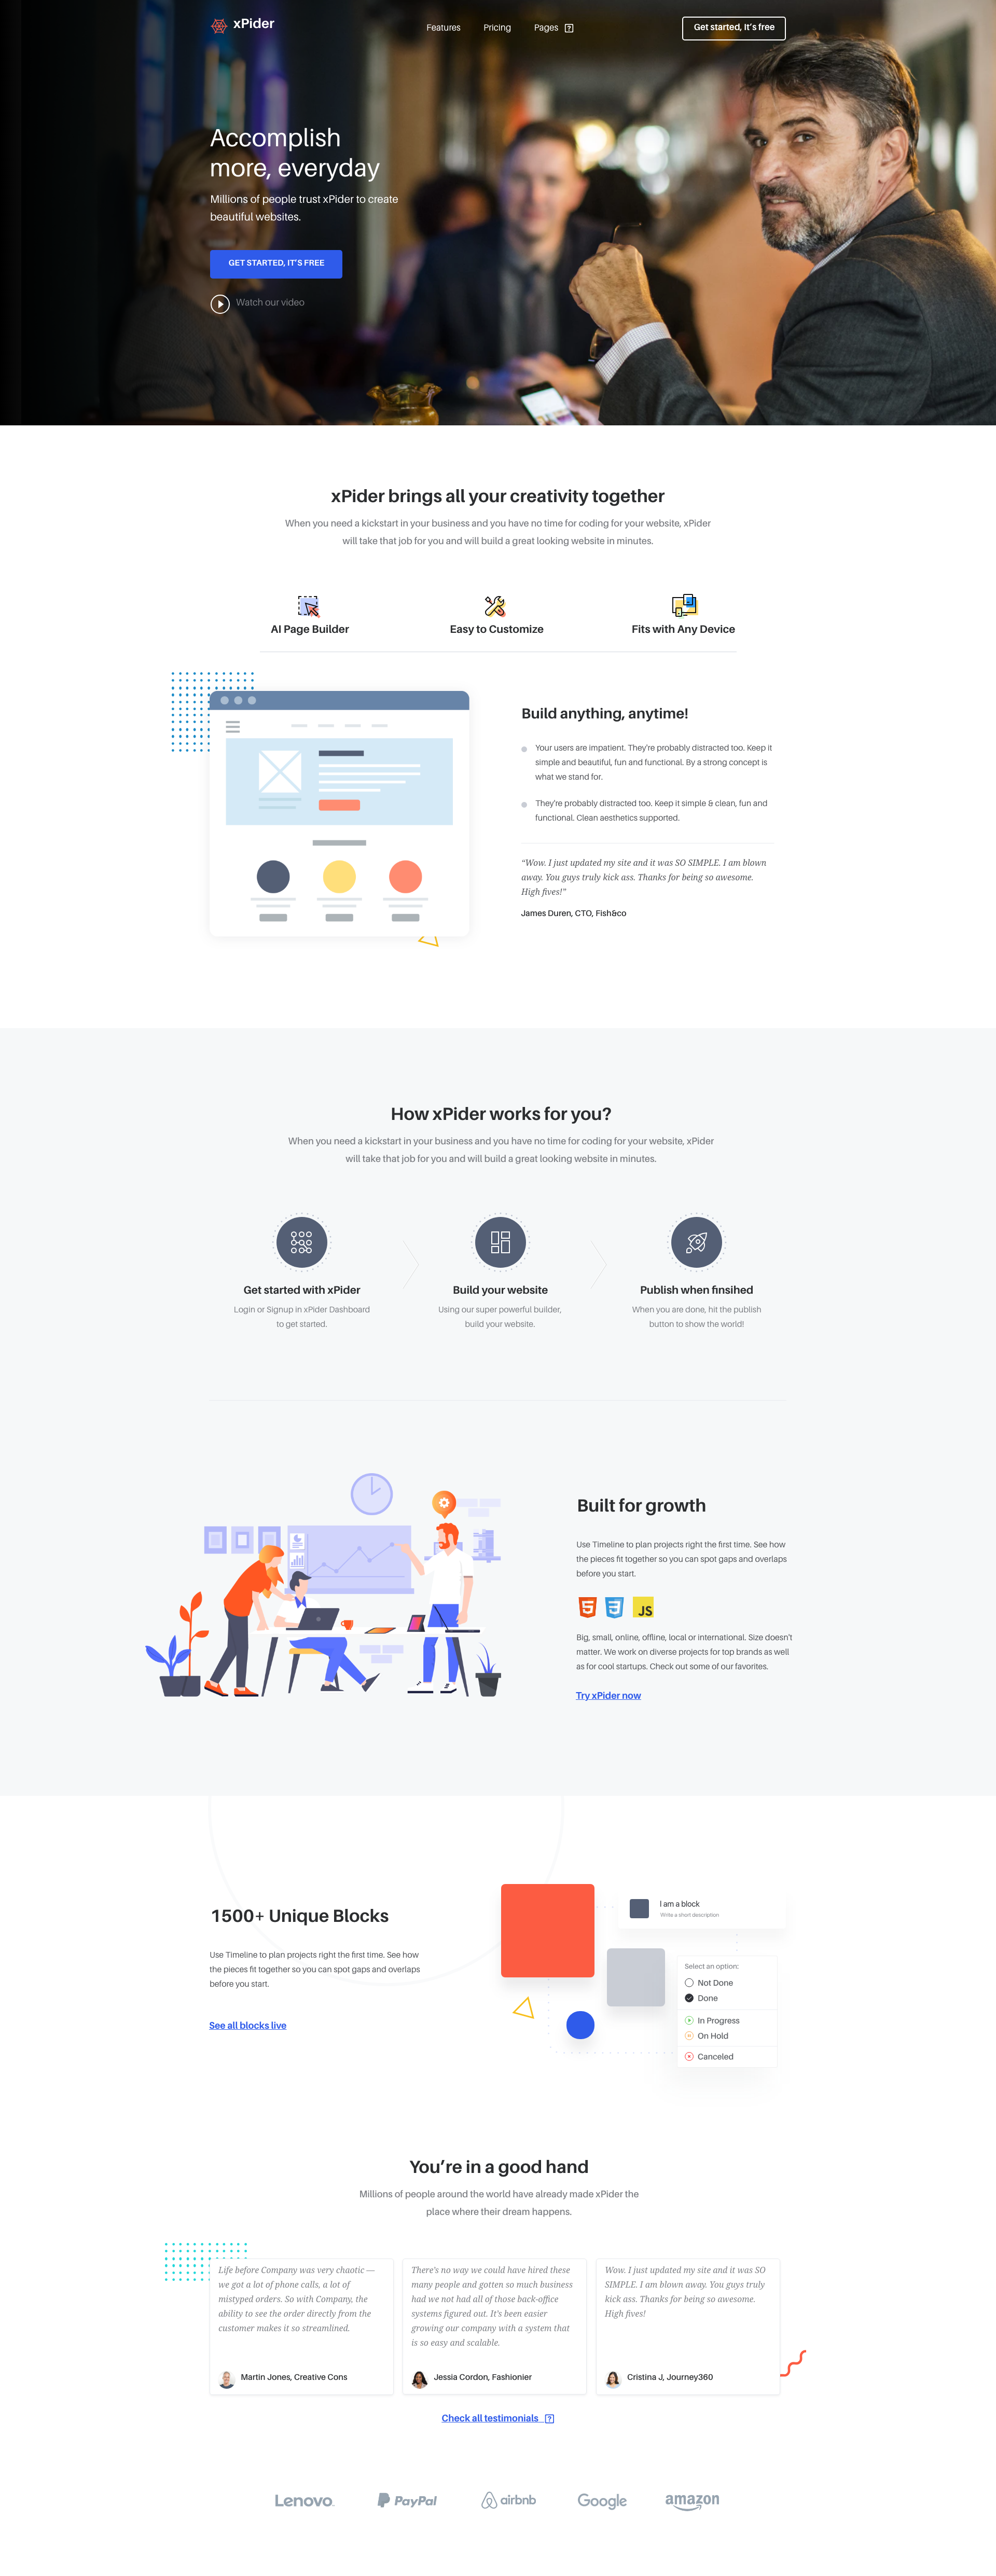 xPider
Features
Pricing
Pages
Get started, It's free
Accomplish
more, everyday
Millions of people trust xPider to create
beautiful websites.
GET STARTED, IT'S FREE
Watch our video
xPider brings all your creativity together
When you need a kickstart in your business and you have no time for coding for your website, xPider
will take that job for you and will build a great looking website in minutes.
AI Page Builder
Easy to Customize
Fits with Any Device
Build anything, anytime!
Your users are impatient. They're probably distracted too. Keep it
simple and beautiful, fun and functional. By a strong concept is
what we stand for.
They're probably distracted too. Keep it simple & clean, fun and
functional. Clean aesthetics supported.
“Wow. I just updated my site and it was SO SIMPLE. I am blown
away. You guys truly kick ass. Thanks for being so awesome.
High fives!”
James Duren, CTO, Fish&co
How xPider works for you?
When you need a kickstart in your business and you have no time for coding for your website, xPider
will take that job for you and will build a great looking website in minutes.
Get started with xPider
Login or Signup in xPider Dashboard
to get started.
Build your website
Using our super powerful builder,
build your website.
Publish when finsihed
When you are done, hit the publish
button to show the world!
Built for growth
Use Timeline to plan projects right the first time. See how
the pieces fit together so you can spot gaps and overlaps
before you start.
5
3
JS
Big, small, online, offline, local or international. Size doesn't
matter. We work on diverse projects for top brands as well
as for cool startups. Check out some of our favorites.
Try xPider now
1500+ Unique Blocks
Use Timeline to plan projects right the first time. See how
the pieces fit together so you can spot gaps and overlaps
before you start.
See all blocks live
I am a block
Write a short description
Select an option:
Not Done
Done
In Progress
On Hold
Canceled
You're in a good hand
Millions of people around the world have already made xPider the
place where their dream happens.
Life before Company was very chaotic —
we got a lot of phone calls, a lot of
mistyped orders. So with Company, the
ability to see the order directly from the
customer makes it so streamlined.
Martin Jones, Creative Cons
There's no way we could have hired these
many people and gotten so much business
had we not had all of those back-office
systems figured out. It's been easier
growing our company with a system that
is so easy and scalable.
Jessia Cordon, Fashionier
Wow. I just updated my site and it was SO
SIMPLE. I am blown away. You guys truly
kick ass. Thanks for being so awesome.
High fives!
Cristina J, Journey360
Check all testimonials
Lenovo
PayPal
airbnb
Google
amazon